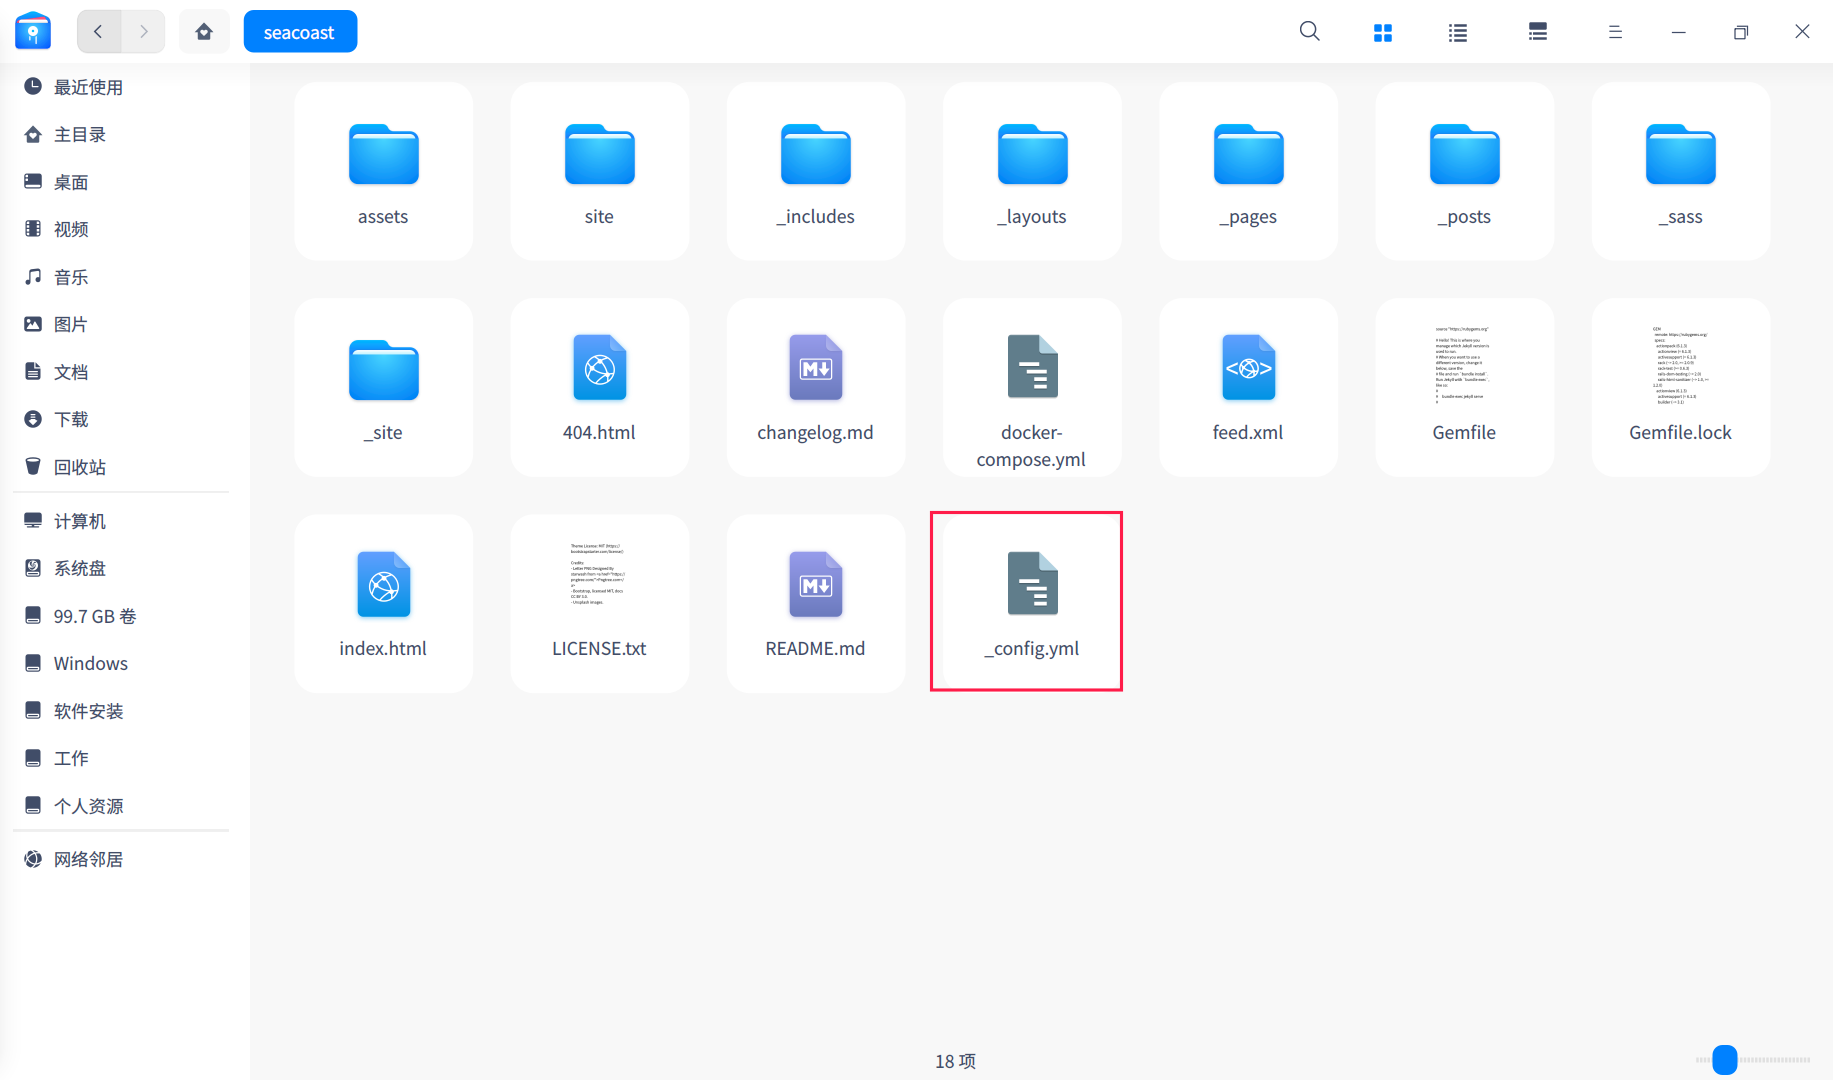 seacoast
最近使用
主目录
桌面
视频
音乐
图片
文档
下载
回收站
计算机
系统盘
99.7 GB 卷
Windows
软件安装
工作
个人资源
网络邻居
assets
site
_includes
_layouts
_pages
_posts
_sass
_site
404.html
changelog.md
docker-
compose.yml
feed.xml
Gemfile
Gemfile.lock
index.html
LICENSE.txt
README.md
_config.yml
18 项